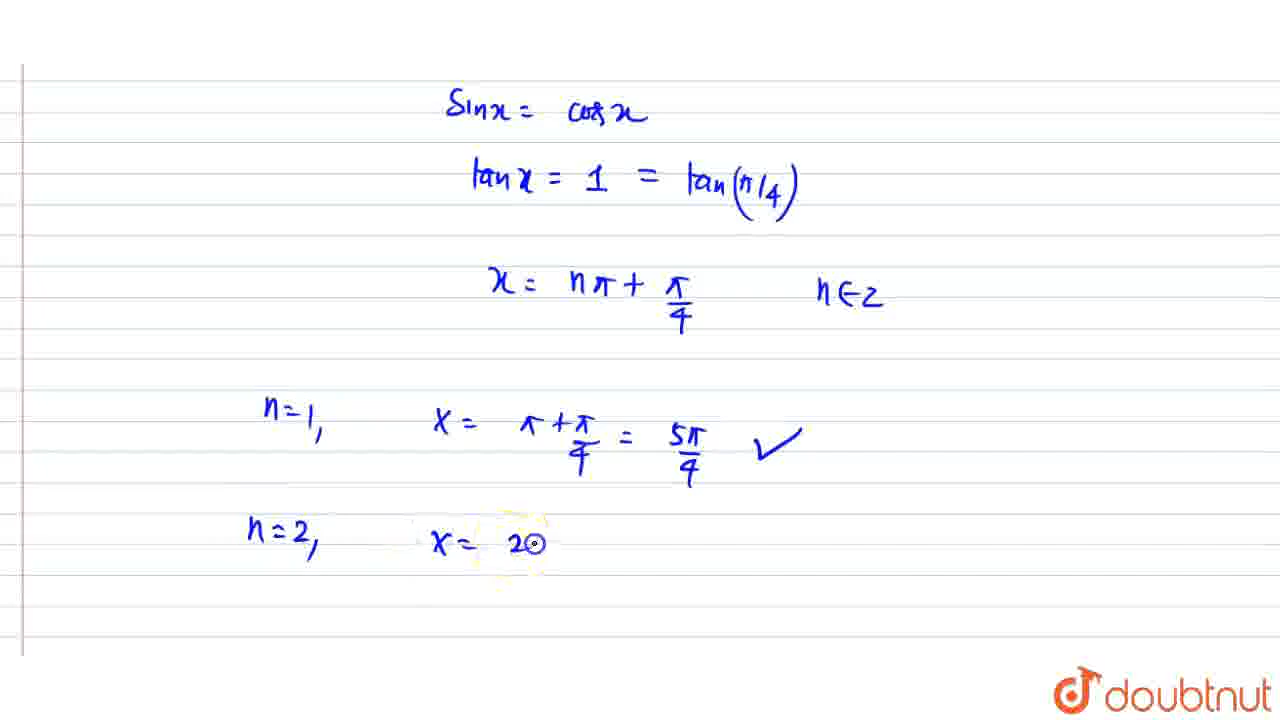 sinx = cosx
tanx = 1 = tan(π/4)
x = nπ + π/4 n∈z
n=1, x = π + π/4 = 5π/4 ✓
n=2, x = 2
doubtnut